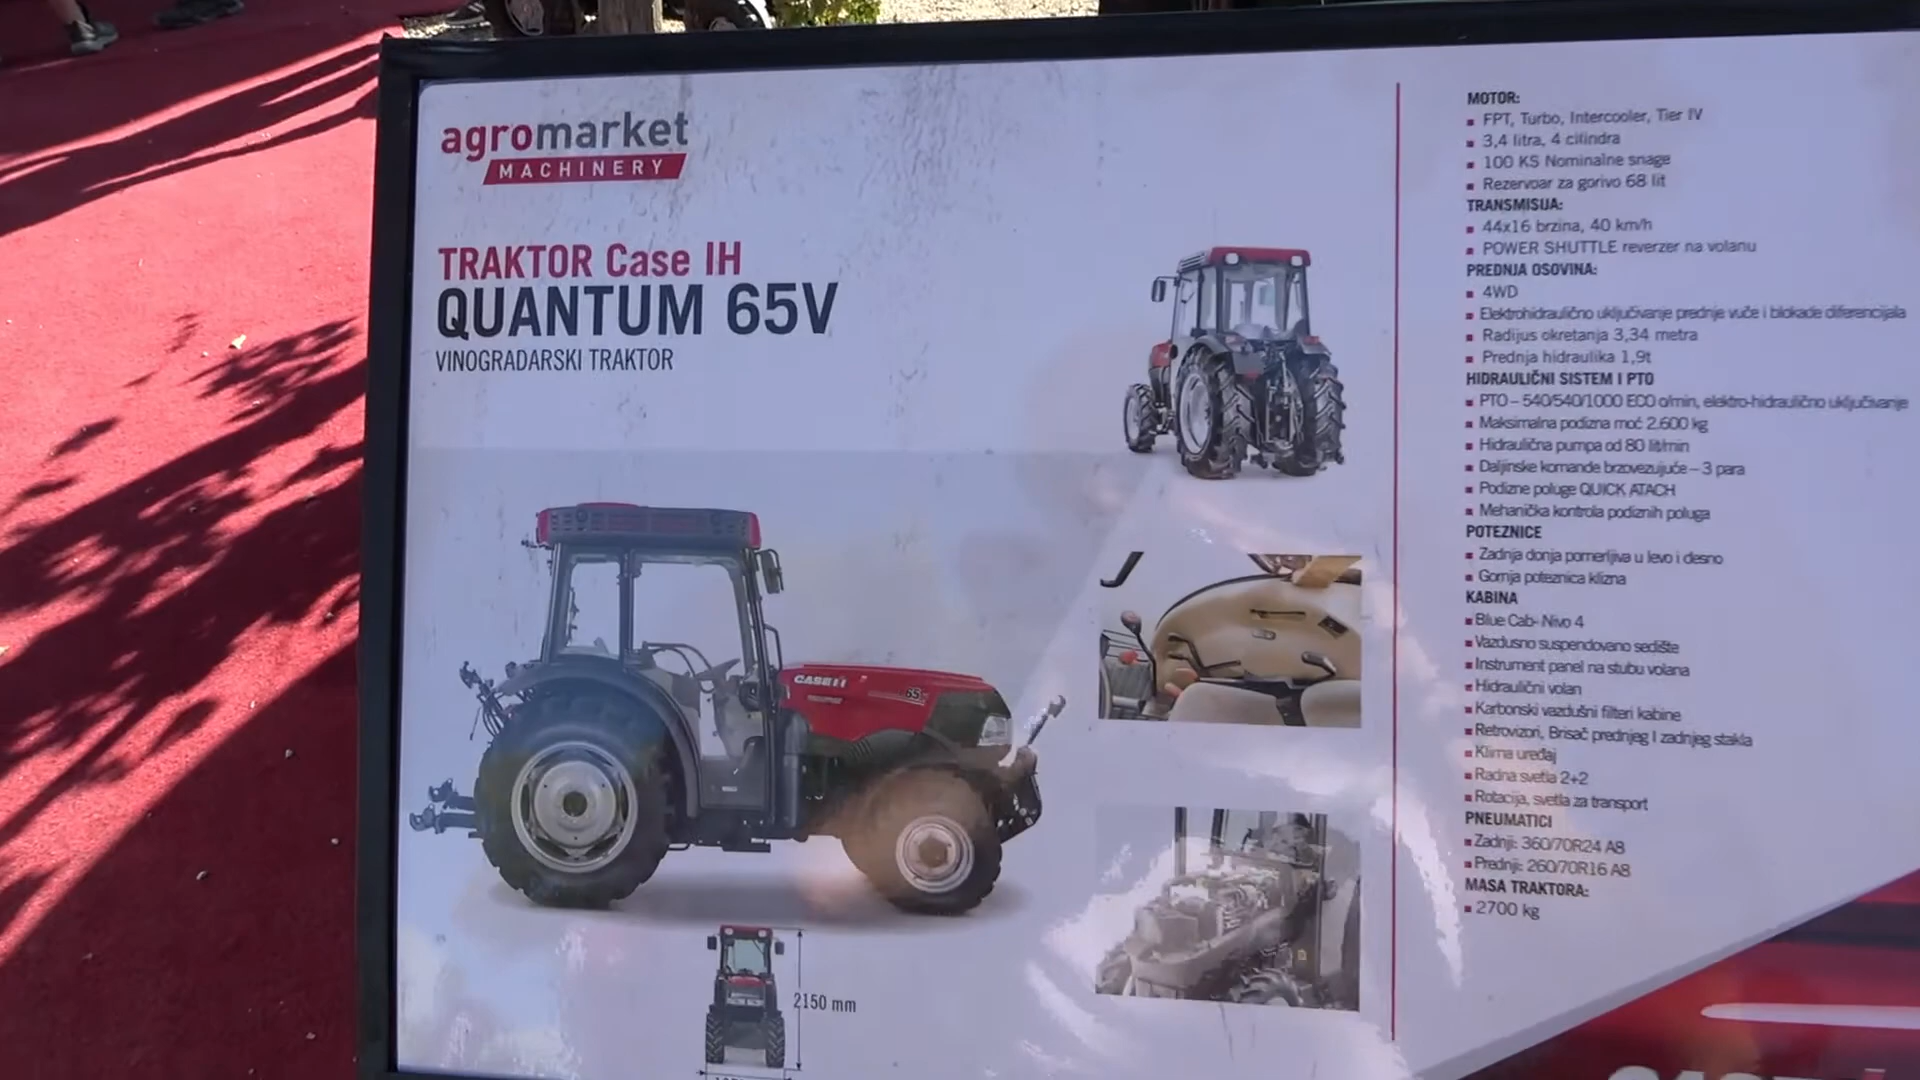 agromarket
MACHINERY
TRAKTOR Case IH
QUANTUM 65V
VINOGRADARSKI TRAKTOR
CASE IH
65
2150 mm
MOTOR:
FPT, Turbo, Intercooler, Tier IV
3,4 litra, 4 cilindra
100 KS Nominalne snage
Rezervoar za gorivo 68 lit
TRANSMISIJA:
44x16 brzina, 40 km/h
POWER SHUTTLE reverzer na volanu
PREDNJA OSOVINA:
4WD
Elektrohidraulično uključivanje prednje vuče i blokade diferencijala
Radijus okretanja 3,34 metra
Prednja hidraulika 1,9t
HIDRAULIČNI SISTEM I PTO
PTO – 540/540/1000 ECO o/min, elektro-hidraulično uključivanje
Maksimalna podizna moć 2.600 kg
Hidraulična pumpa od 80 lit/min
Daljinske komande brzovezujuće – 3 para
Podizne poluge QUICK ATACH
Mehanička kontrola podiznih poluga
POTEZNICE
Zadnja donja pomerljiva u levo i desno
Gornja poteznica klizna
KABINA
Blue Cab- Nivo 4
Vazdusno suspendovano sedište
Instrument panel na stubu volana
Hidraulični volan
Karbonski vazdušni filteri kabine
Retrovizori, Brisač prednjeg I zadnjeg stakla
Klima uređaj
Radna svetla 2+2
Rotacija, svetla za transport
PNEUMATICI
Zadnji: 360/70R24 A8
Prednji: 260/70R16 A8
MASA TRAKTORA:
2700 kg